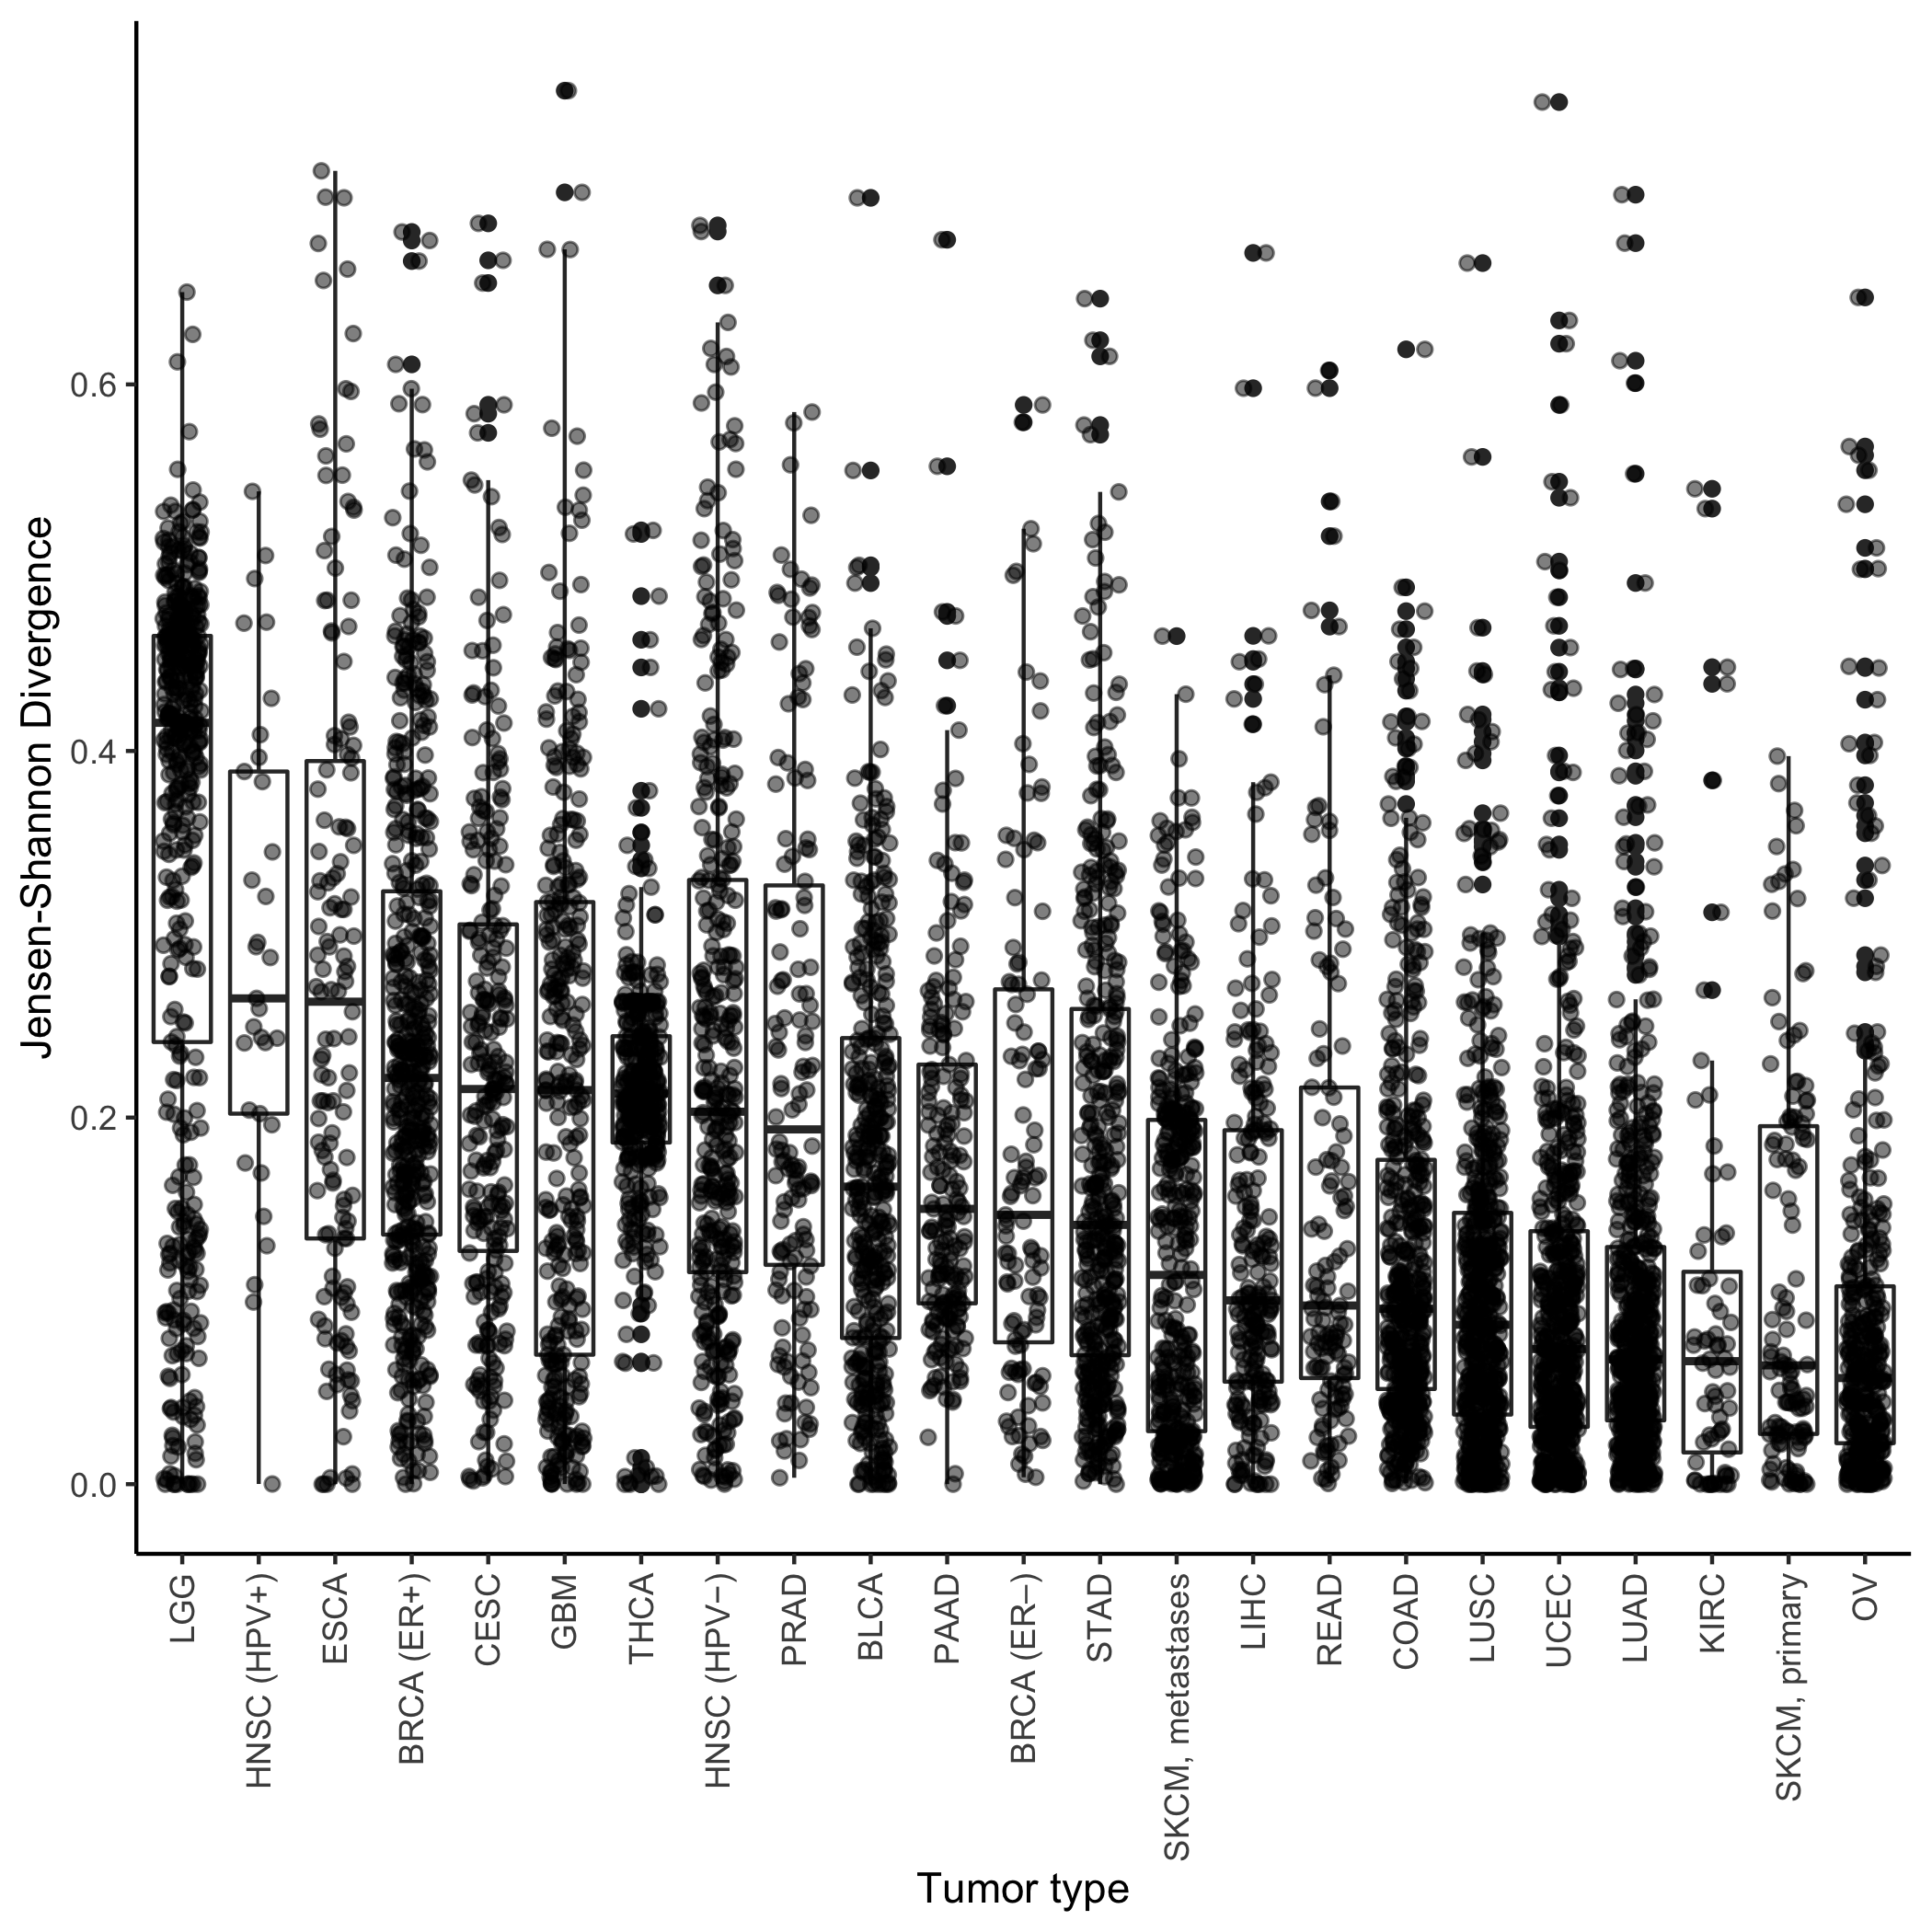 Jensen-Shannon Divergence
0.6
0.4
0.2
0.0
LGG
HNSC (HPV+)
ESCA
BRCA (ER+)
CESC
GBM
THCA
HNSC (HPV−)
PRAD
BLCA
PAAD
BRCA (ER−)
STAD
SKCM, metastases
LIHC
READ
COAD
LUSC
UCEC
LUAD
KIRC
SKCM, primary
OV
Tumor type